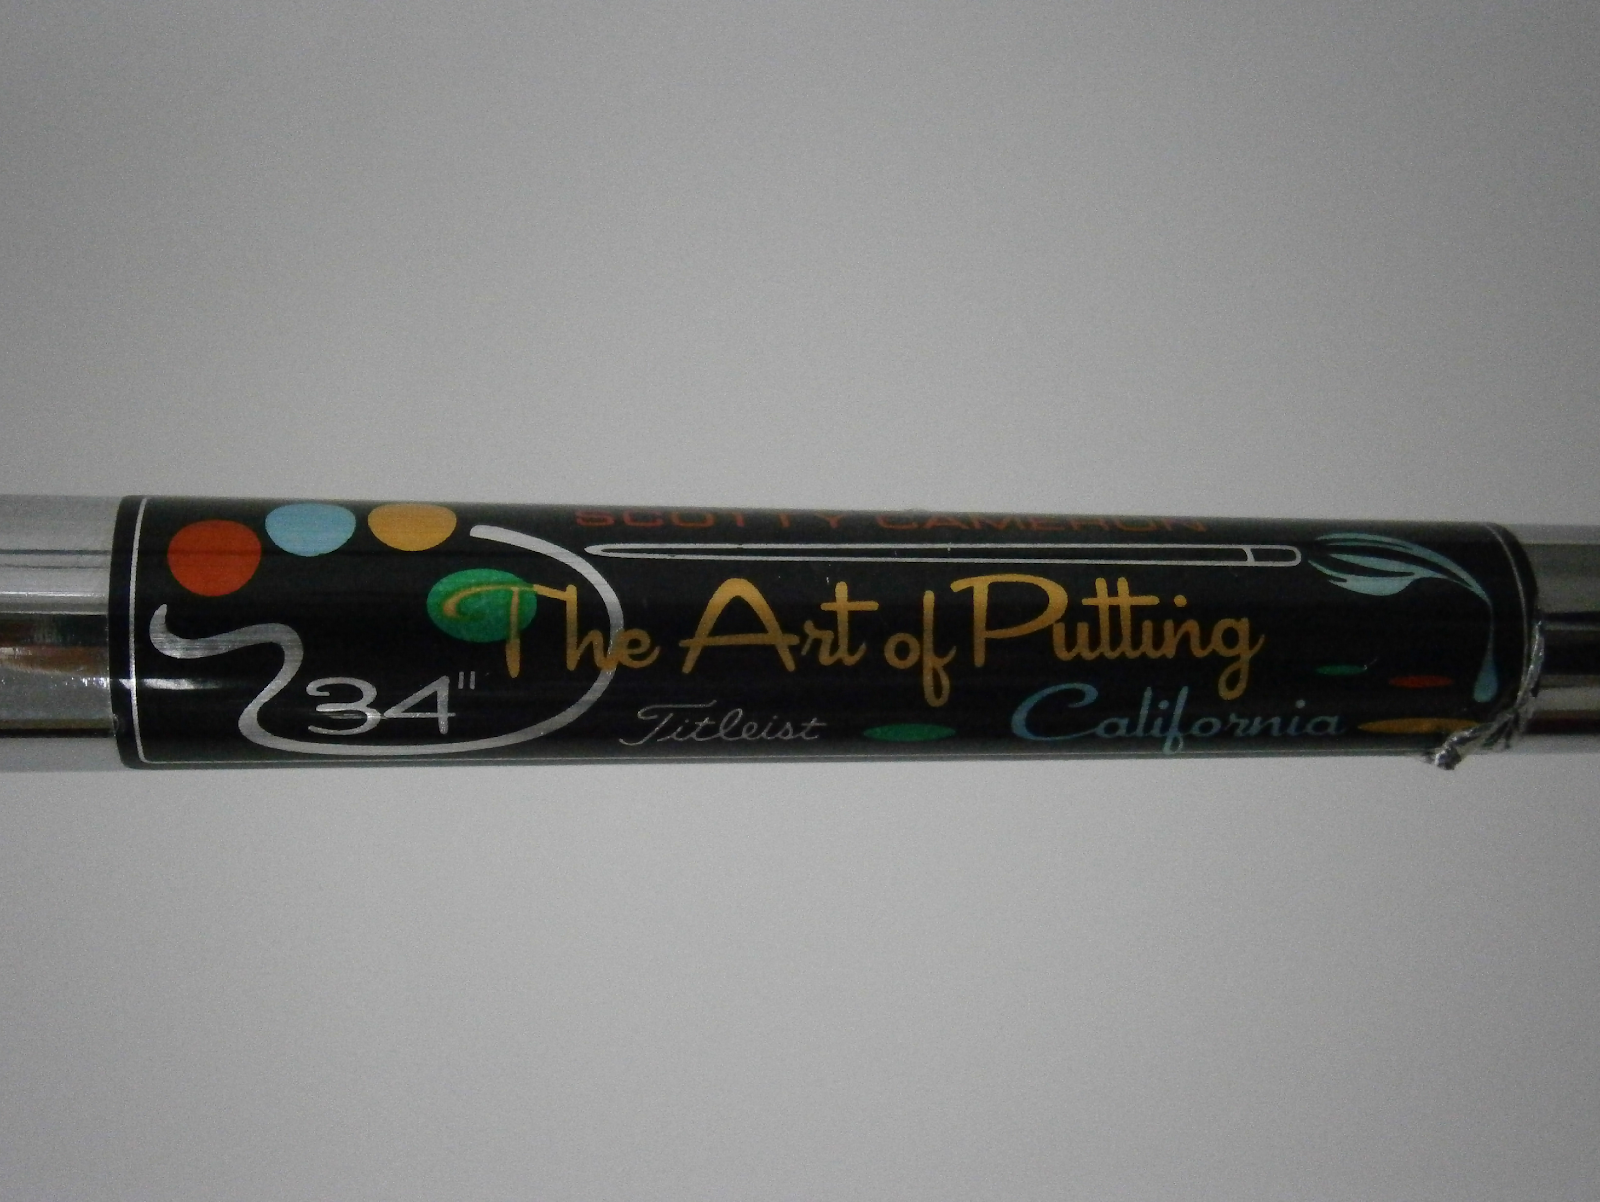 SCOTTY CAMERON
The Art of Putting
34"
Titleist
California